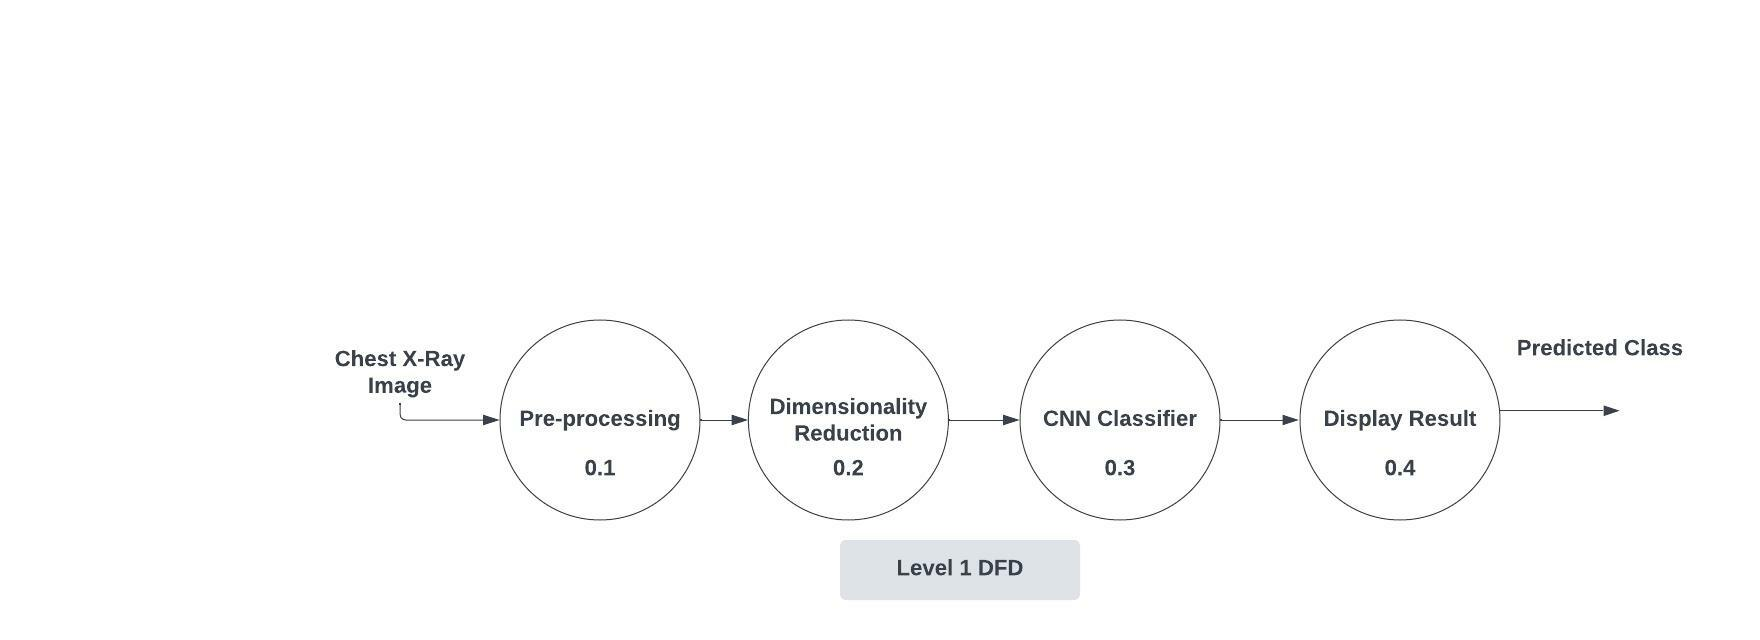 Chest X-Ray
Image
Pre-processing
0.1
Dimensionality
Reduction
0.2
CNN Classifier
0.3
Display Result
0.4
Predicted Class
Level 1 DFD